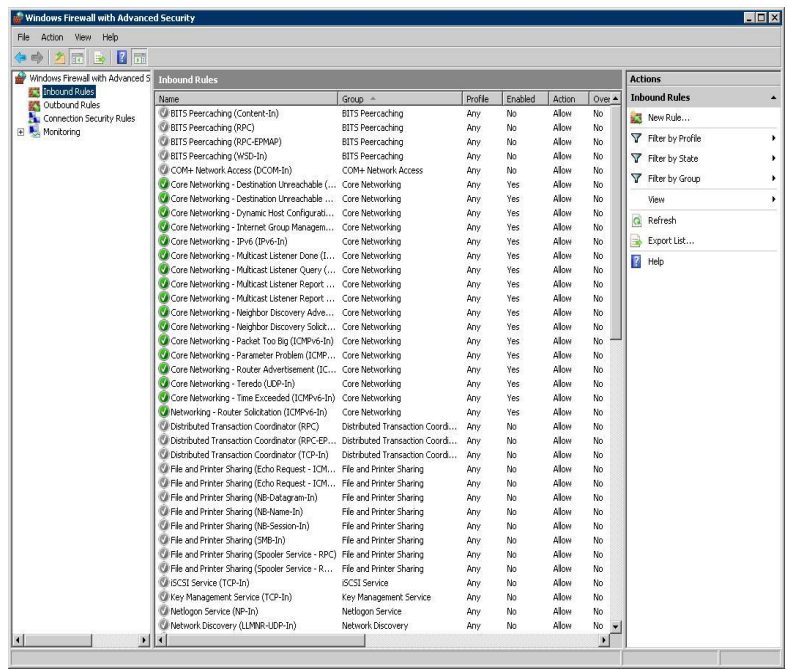 Windows Firewall with Advanced Security
File Action View Help
Windows Firewall with Advanced S
Inbound Rules
Outbound Rules
Connection Security Rules
Monitoring
Inbound Rules
Name Group Profile Enabled Action Over
BITS Peercaching (Content-In) BITS Peercaching Any No Allow No
BITS Peercaching (RPC) BITS Peercaching Any No Allow No
BITS Peercaching (RPC-EPMAP) BITS Peercaching Any No Allow No
BITS Peercaching (WSD-In) BITS Peercaching Any No Allow No
COM+ Network Access (DCOM-In) COM+ Network Access Any No Allow No
Core Networking - Destination Unreachable (... Core Networking Any Yes Allow No
Core Networking - Destination Unreachable ... Core Networking Any Yes Allow No
Core Networking - Dynamic Host Configurati... Core Networking Any Yes Allow No
Core Networking - Internet Group Managem... Core Networking Any Yes Allow No
Core Networking - IPv6 (IPv6-In) Core Networking Any Yes Allow No
Core Networking - Multicast Listener Done (I... Core Networking Any Yes Allow No
Core Networking - Multicast Listener Query (... Core Networking Any Yes Allow No
Core Networking - Multicast Listener Report ... Core Networking Any Yes Allow No
Core Networking - Multicast Listener Report ... Core Networking Any Yes Allow No
Core Networking - Neighbor Discovery Adve... Core Networking Any Yes Allow No
Core Networking - Neighbor Discovery Solicit... Core Networking Any Yes Allow No
Core Networking - Packet Too Big (ICMPv6-In) Core Networking Any Yes Allow No
Core Networking - Parameter Problem (ICMP... Core Networking Any Yes Allow No
Core Networking - Router Advertisement (IC... Core Networking Any Yes Allow No
Core Networking - Teredo (UDP-In) Core Networking Any Yes Allow No
Core Networking - Time Exceeded (ICMPv6-In) Core Networking Any Yes Allow No
Networking - Router Solicitation (ICMPv6-In) Core Networking Any Yes Allow No
Distributed Transaction Coordinator (RPC) Distributed Transaction Coordi... Any No Allow No
Distributed Transaction Coordinator (RPC-EP... Distributed Transaction Coordi... Any No Allow No
Distributed Transaction Coordinator (TCP-In) Distributed Transaction Coordi... Any No Allow No
File and Printer Sharing (Echo Request - ICM... File and Printer Sharing Any No Allow No
File and Printer Sharing (Echo Request - ICM... File and Printer Sharing Any No Allow No
File and Printer Sharing (NB-Datagram-In) File and Printer Sharing Any No Allow No
File and Printer Sharing (NB-Name-In) File and Printer Sharing Any No Allow No
File and Printer Sharing (NB-Session-In) File and Printer Sharing Any No Allow No
File and Printer Sharing (SMB-In) File and Printer Sharing Any No Allow No
File and Printer Sharing (Spooler Service - RPC) File and Printer Sharing Any No Allow No
File and Printer Sharing (Spooler Service - R... File and Printer Sharing Any No Allow No
iSCSI Service (TCP-In) iSCSI Service Any No Allow No
Key Management Service (TCP-In) Key Management Service Any No Allow No
Netlogon Service (NP-In) Netlogon Service Any No Allow No
Network Discovery (LLMNR-UDP-In) Network Discovery Any No Allow No
Actions
Inbound Rules
New Rule...
Filter by Profile
Filter by State
Filter by Group
View
Refresh
Export List...
Help